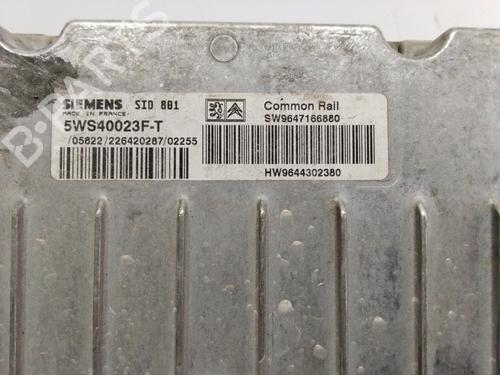 SIEMENS SID 801
MADE IN FRANCE
5WS40023F-T
/05822/226420287/02255
Common Rail
SW9647166880
HW9644302380
B-PARTS